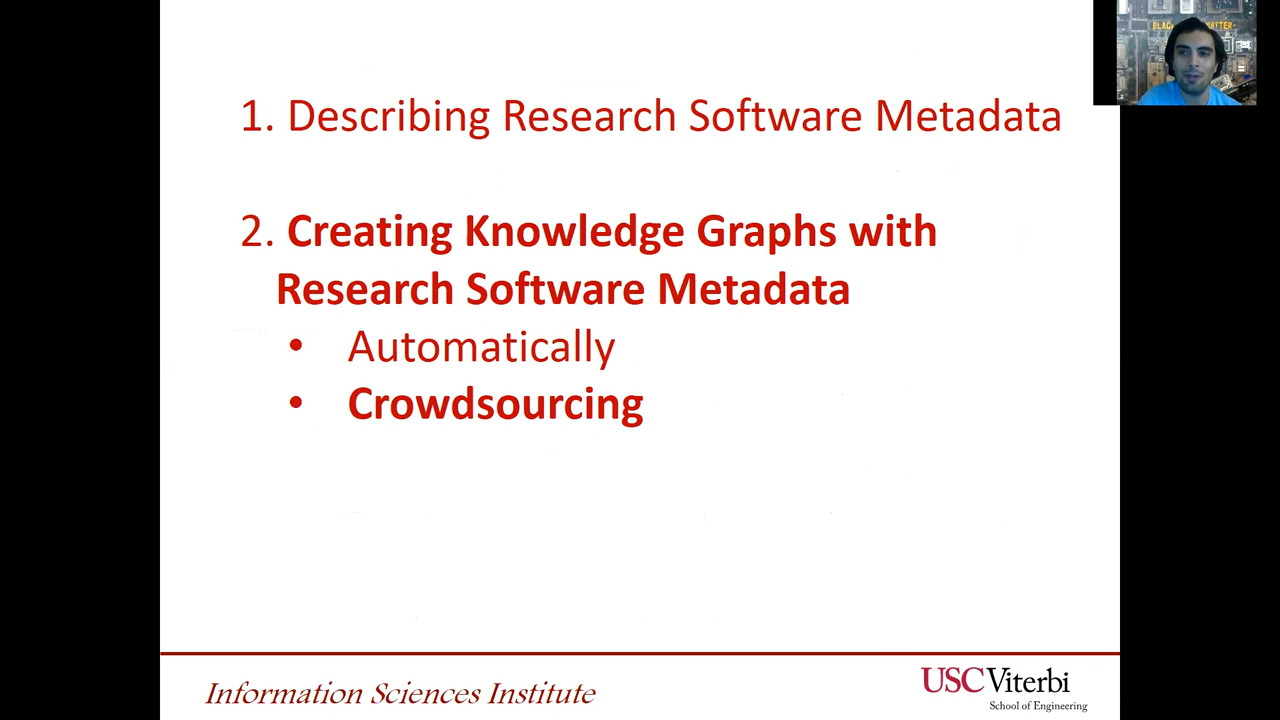 1. Describing Research Software Metadata
2. Creating Knowledge Graphs with
Research Software Metadata
• Automatically
• Crowdsourcing
Information Sciences Institute
USC Viterbi
School of Engineering